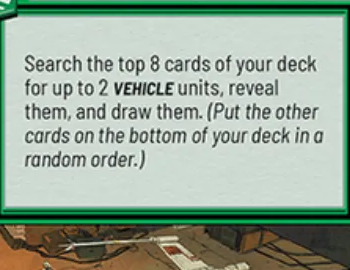 Search the top 8 cards of your deck
for up to 2 VEHICLE units, reveal
them, and draw them. (Put the other
cards on the bottom of your deck in a
random order.)